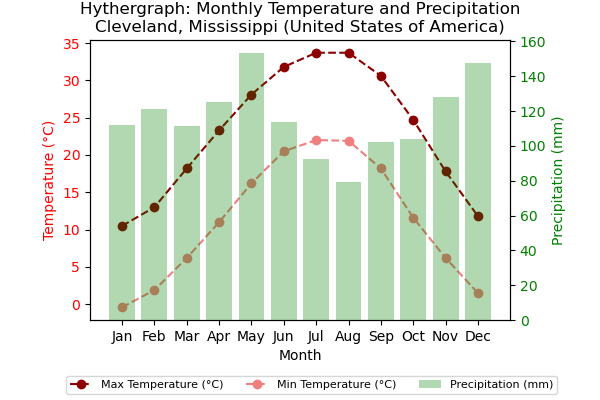 Hythergraph: Monthly Temperature and Precipitation
Cleveland, Mississippi (United States of America)
35
30
25
20
15
10
5
0
Temperature (°C)
160
140
120
100
80
60
40
20
0
Precipitation (mm)
Jan Feb Mar Apr May Jun Jul Aug Sep Oct Nov Dec
Month
Max Temperature (°C) Min Temperature (°C) Precipitation (mm)